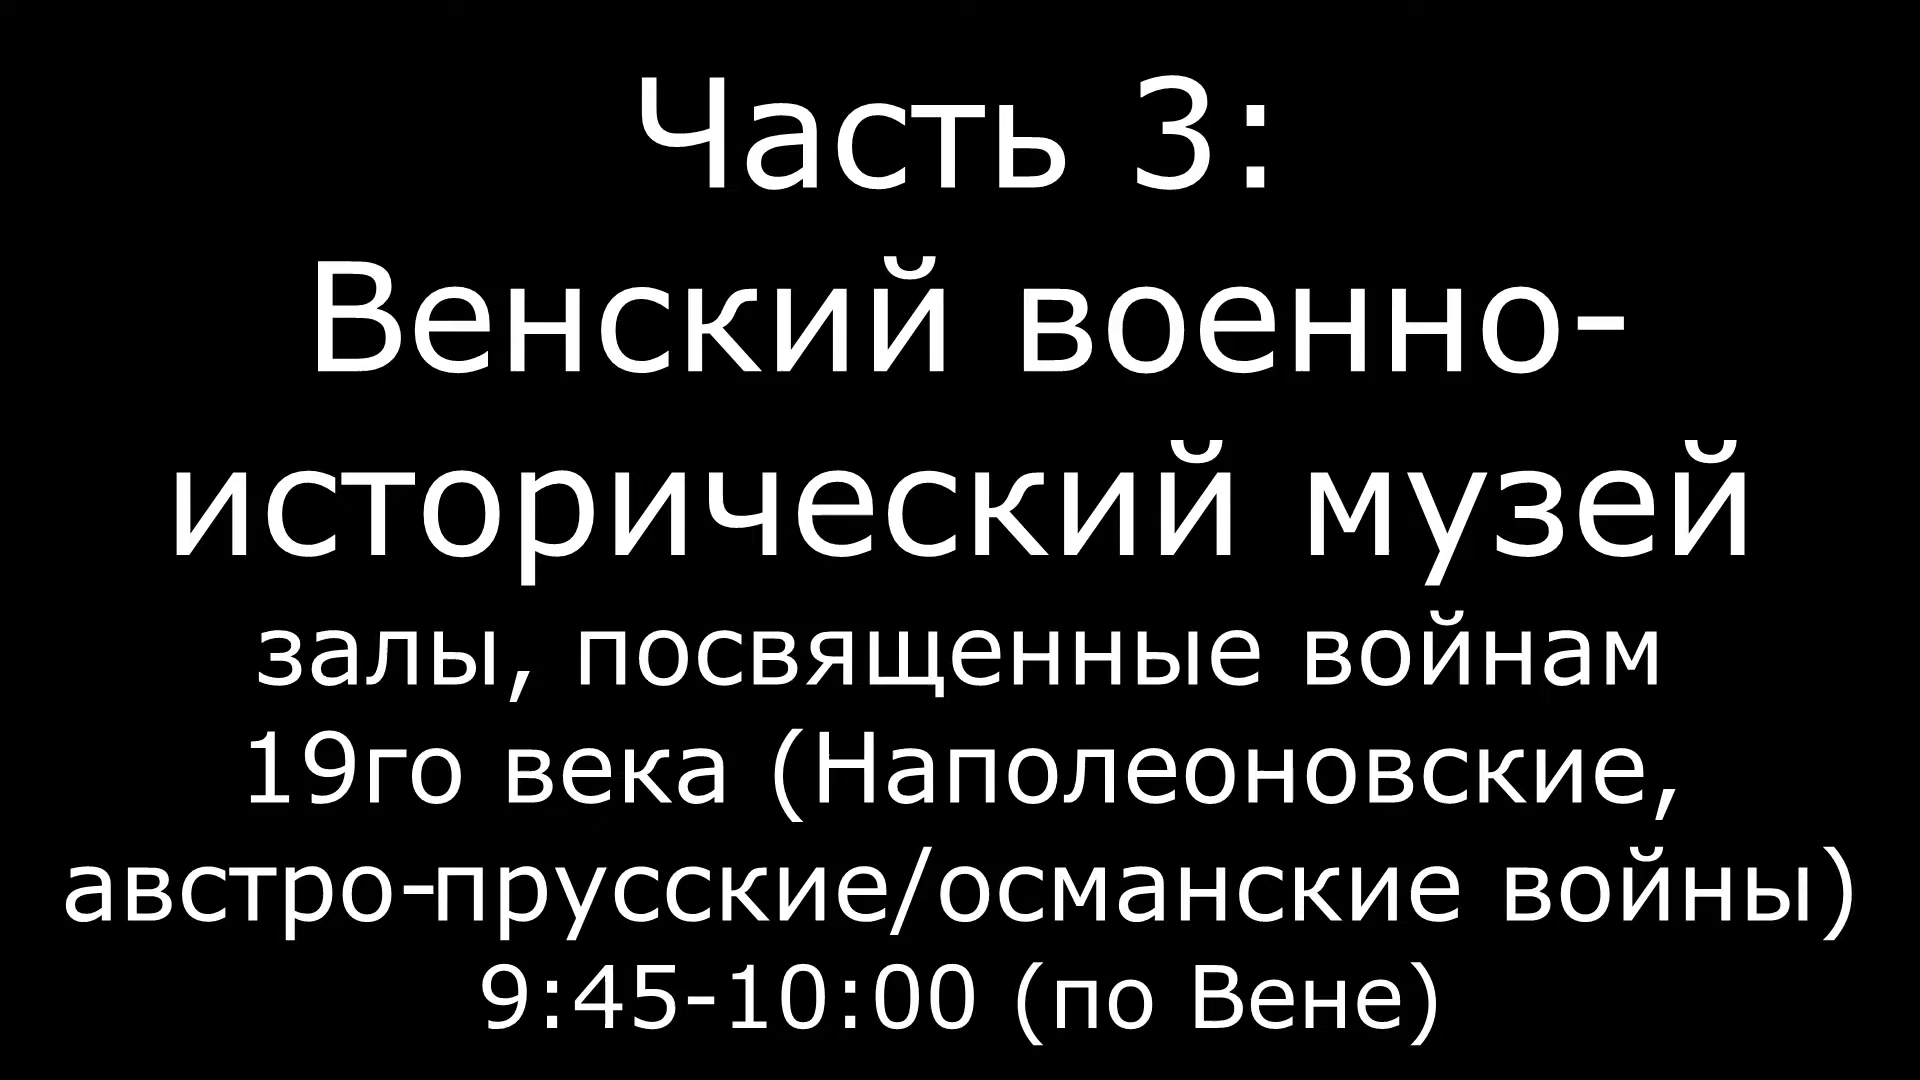 Часть 3:
Венский военно-
исторический музей
залы, посвященные войнам
19го века (Наполеоновские,
австро-прусские/османские войны)
9:45-10:00 (по Вене)